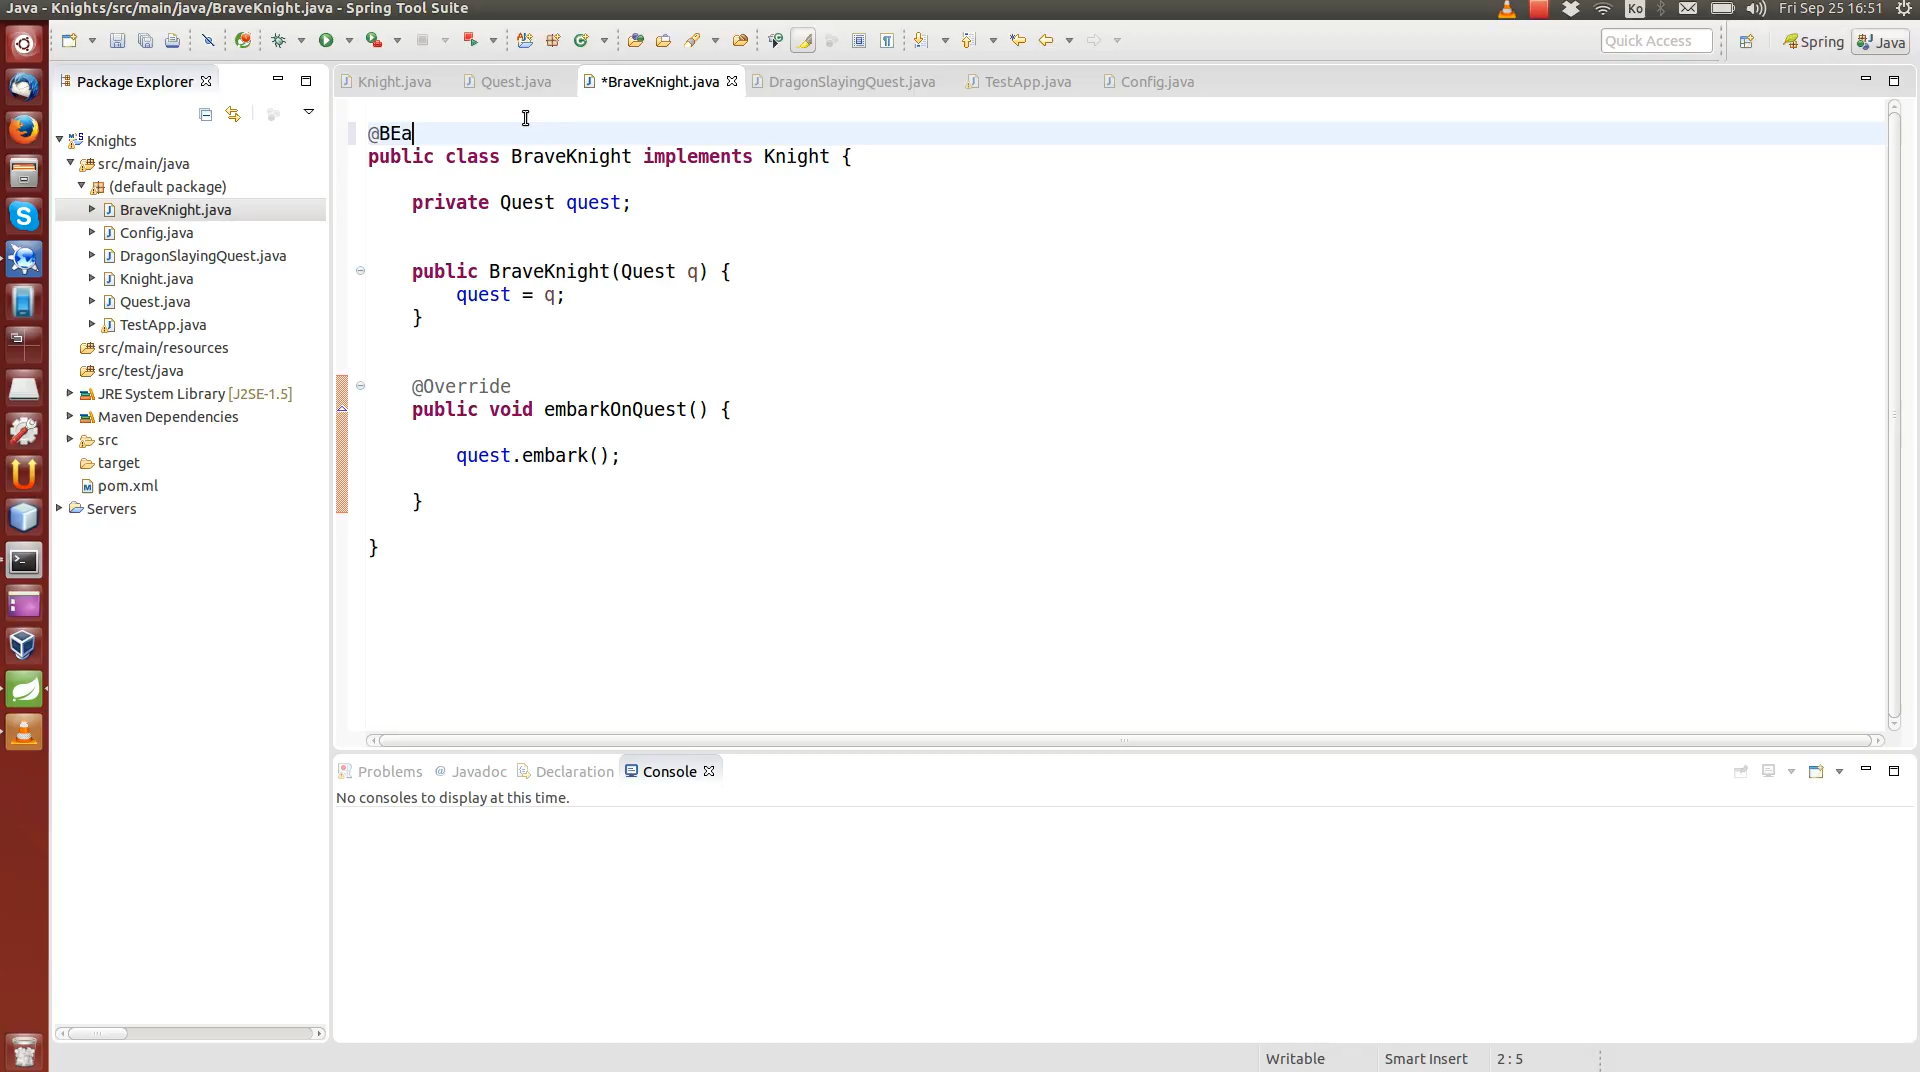 Java - Knights/src/main/java/BraveKnight.java - Spring Tool Suite
Ko
Fri Sep 25 16:51
Quick Access
Spring
Java
Package Explorer
Knights
src/main/java
(default package)
BraveKnight.java
Config.java
DragonSlayingQuest.java
Knight.java
Quest.java
TestApp.java
src/main/resources
src/test/java
JRE System Library [J2SE-1.5]
Maven Dependencies
src
target
pom.xml
Servers
Knight.java
Quest.java
*BraveKnight.java
DragonSlayingQuest.java
TestApp.java
Config.java
@BEa
public class BraveKnight implements Knight {
private Quest quest;
public BraveKnight(Quest q) {
quest = q;
}
@Override
public void embarkOnQuest() {
quest.embark();
}
}
Problems
@ Javadoc
Declaration
Console
No consoles to display at this time.
Writable
Smart Insert
2 : 5